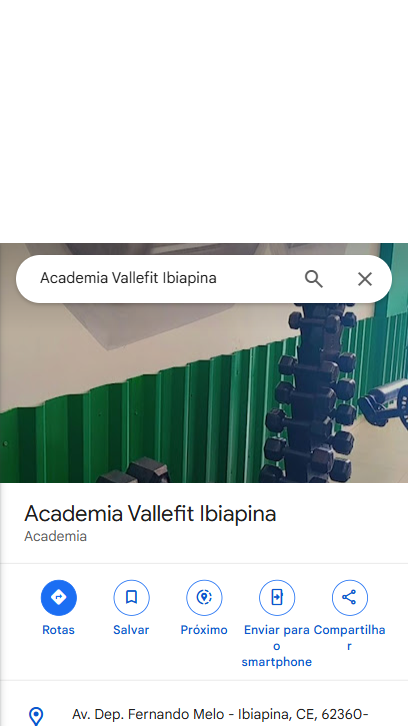 Academia Vallefit Ibiapina
Academia Vallefit Ibiapina
Academia
Rotas
Salvar
Próximo
Enviar para
o
smartphone
Compartilha
r
Av. Dep. Fernando Melo - Ibiapina, CE, 62360-